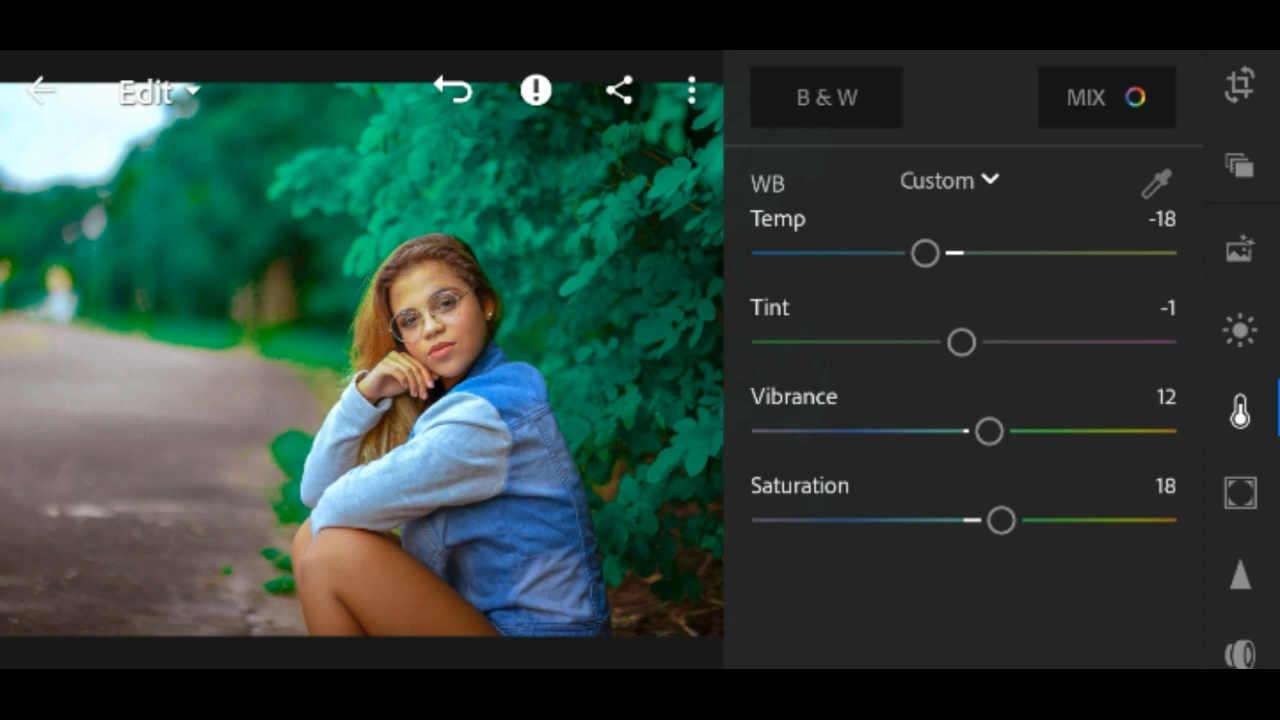 Edit
B & W
MIX
WB
Custom
Temp
-18
Tint
-1
Vibrance
12
Saturation
18